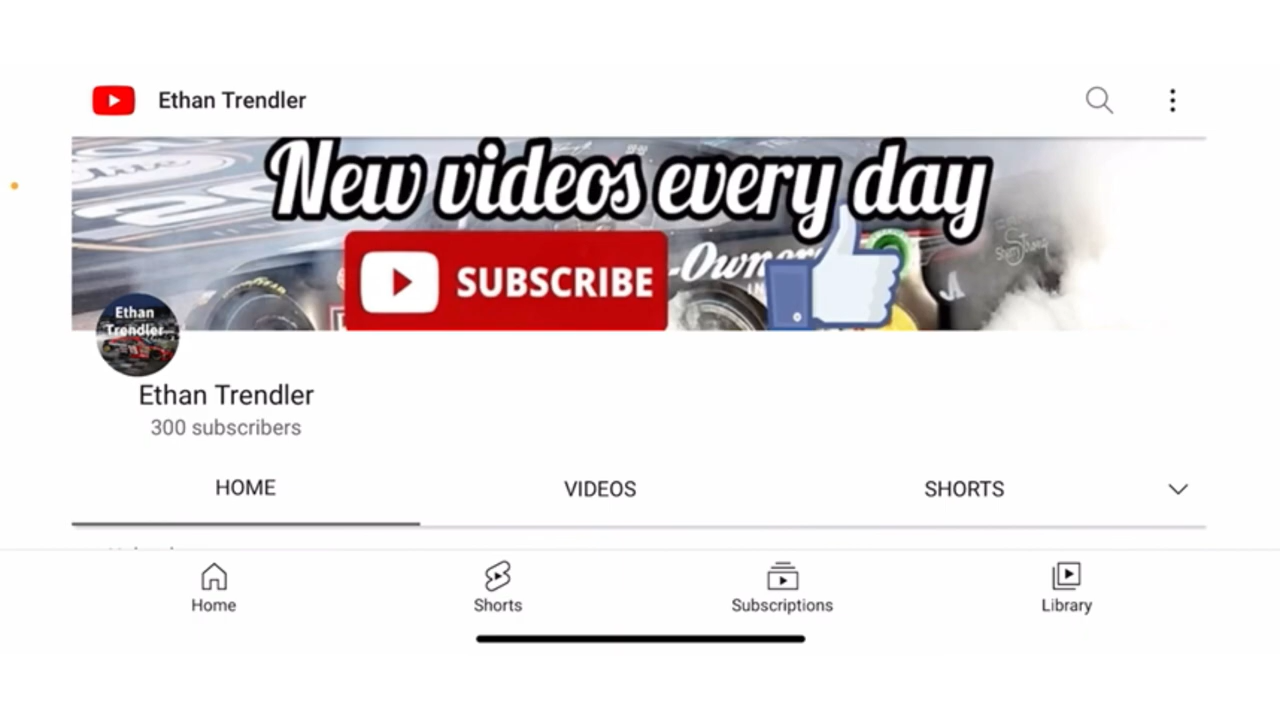 Ethan Trendler
New videos every day
SUBSCRIBE
Ethan
Trendler
Ethan Trendler
300 subscribers
HOME
VIDEOS
SHORTS
Home
Shorts
Subscriptions
Library